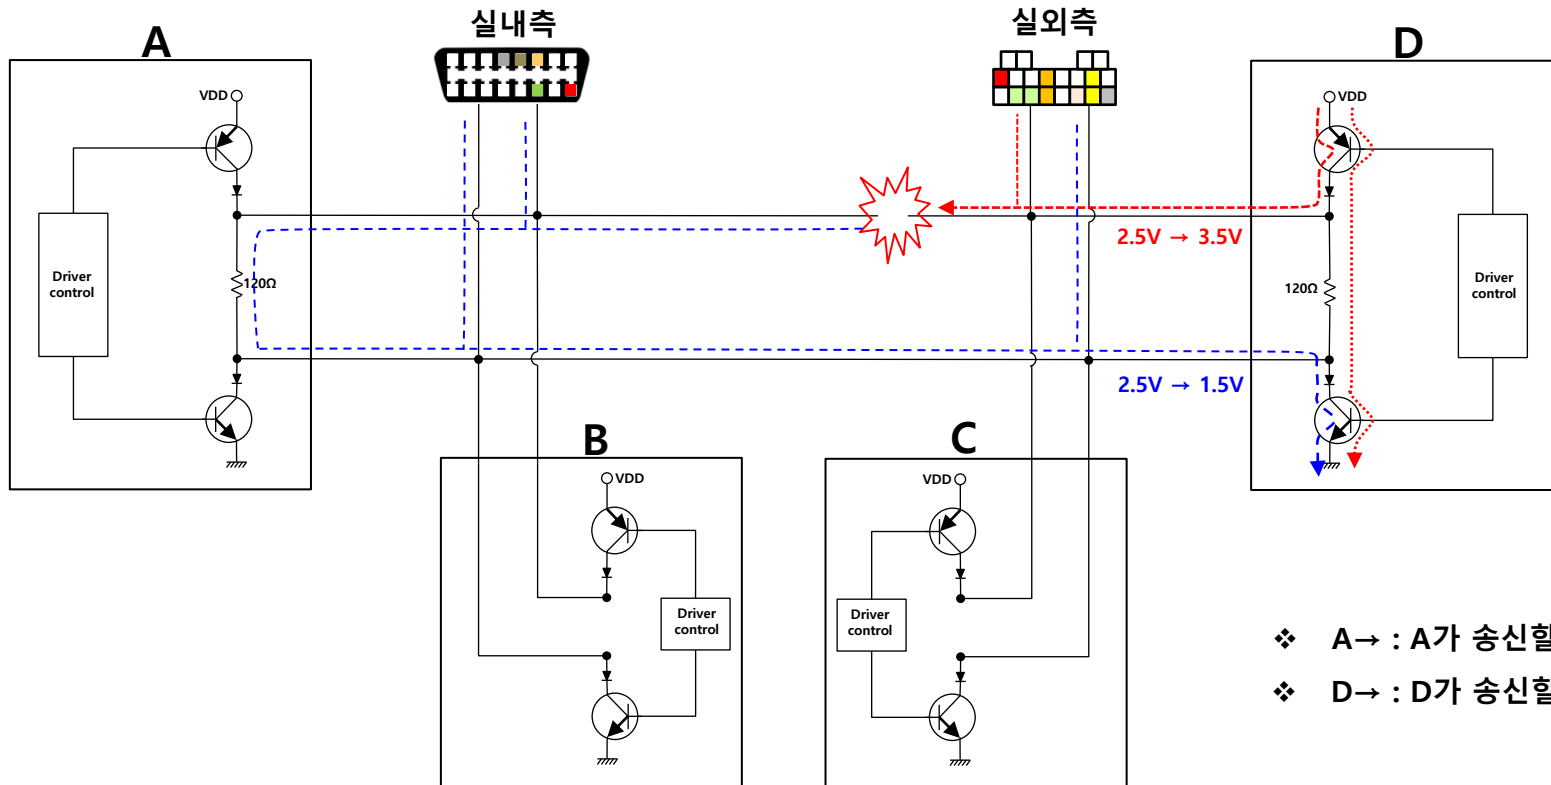 실내측
실외측
A
D
VDD
VDD
Driver
control
120Ω
2.5V → 3.5V
120Ω
Driver
control
2.5V → 1.5V
B
C
VDD
VDD
Driver
control
Driver
control
❖ A→ : A가 송신할
❖ D→ : D가 송신할